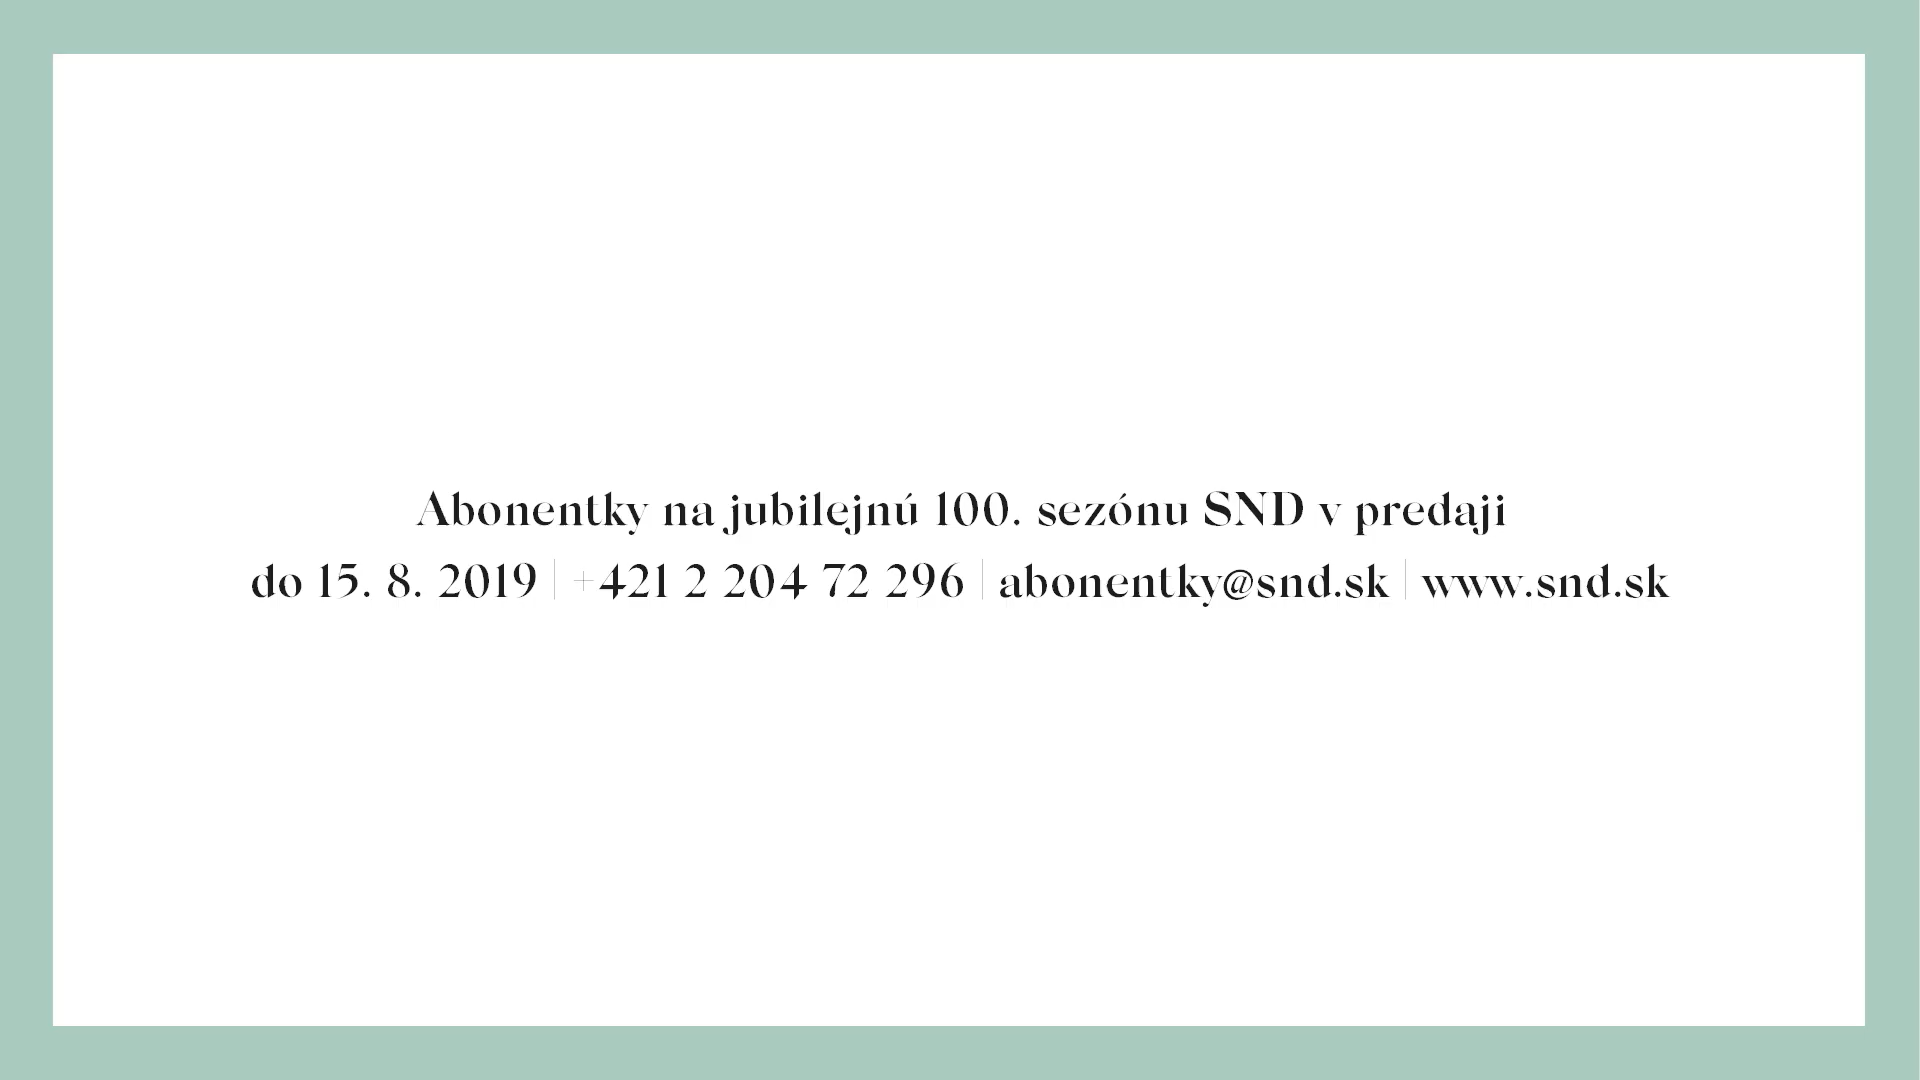 Abonentky na jubilejnú 100. sezónu SND v predaji
do 15. 8. 2019 | +421 2 204 72 296 | abonentky@snd.sk | www.snd.sk